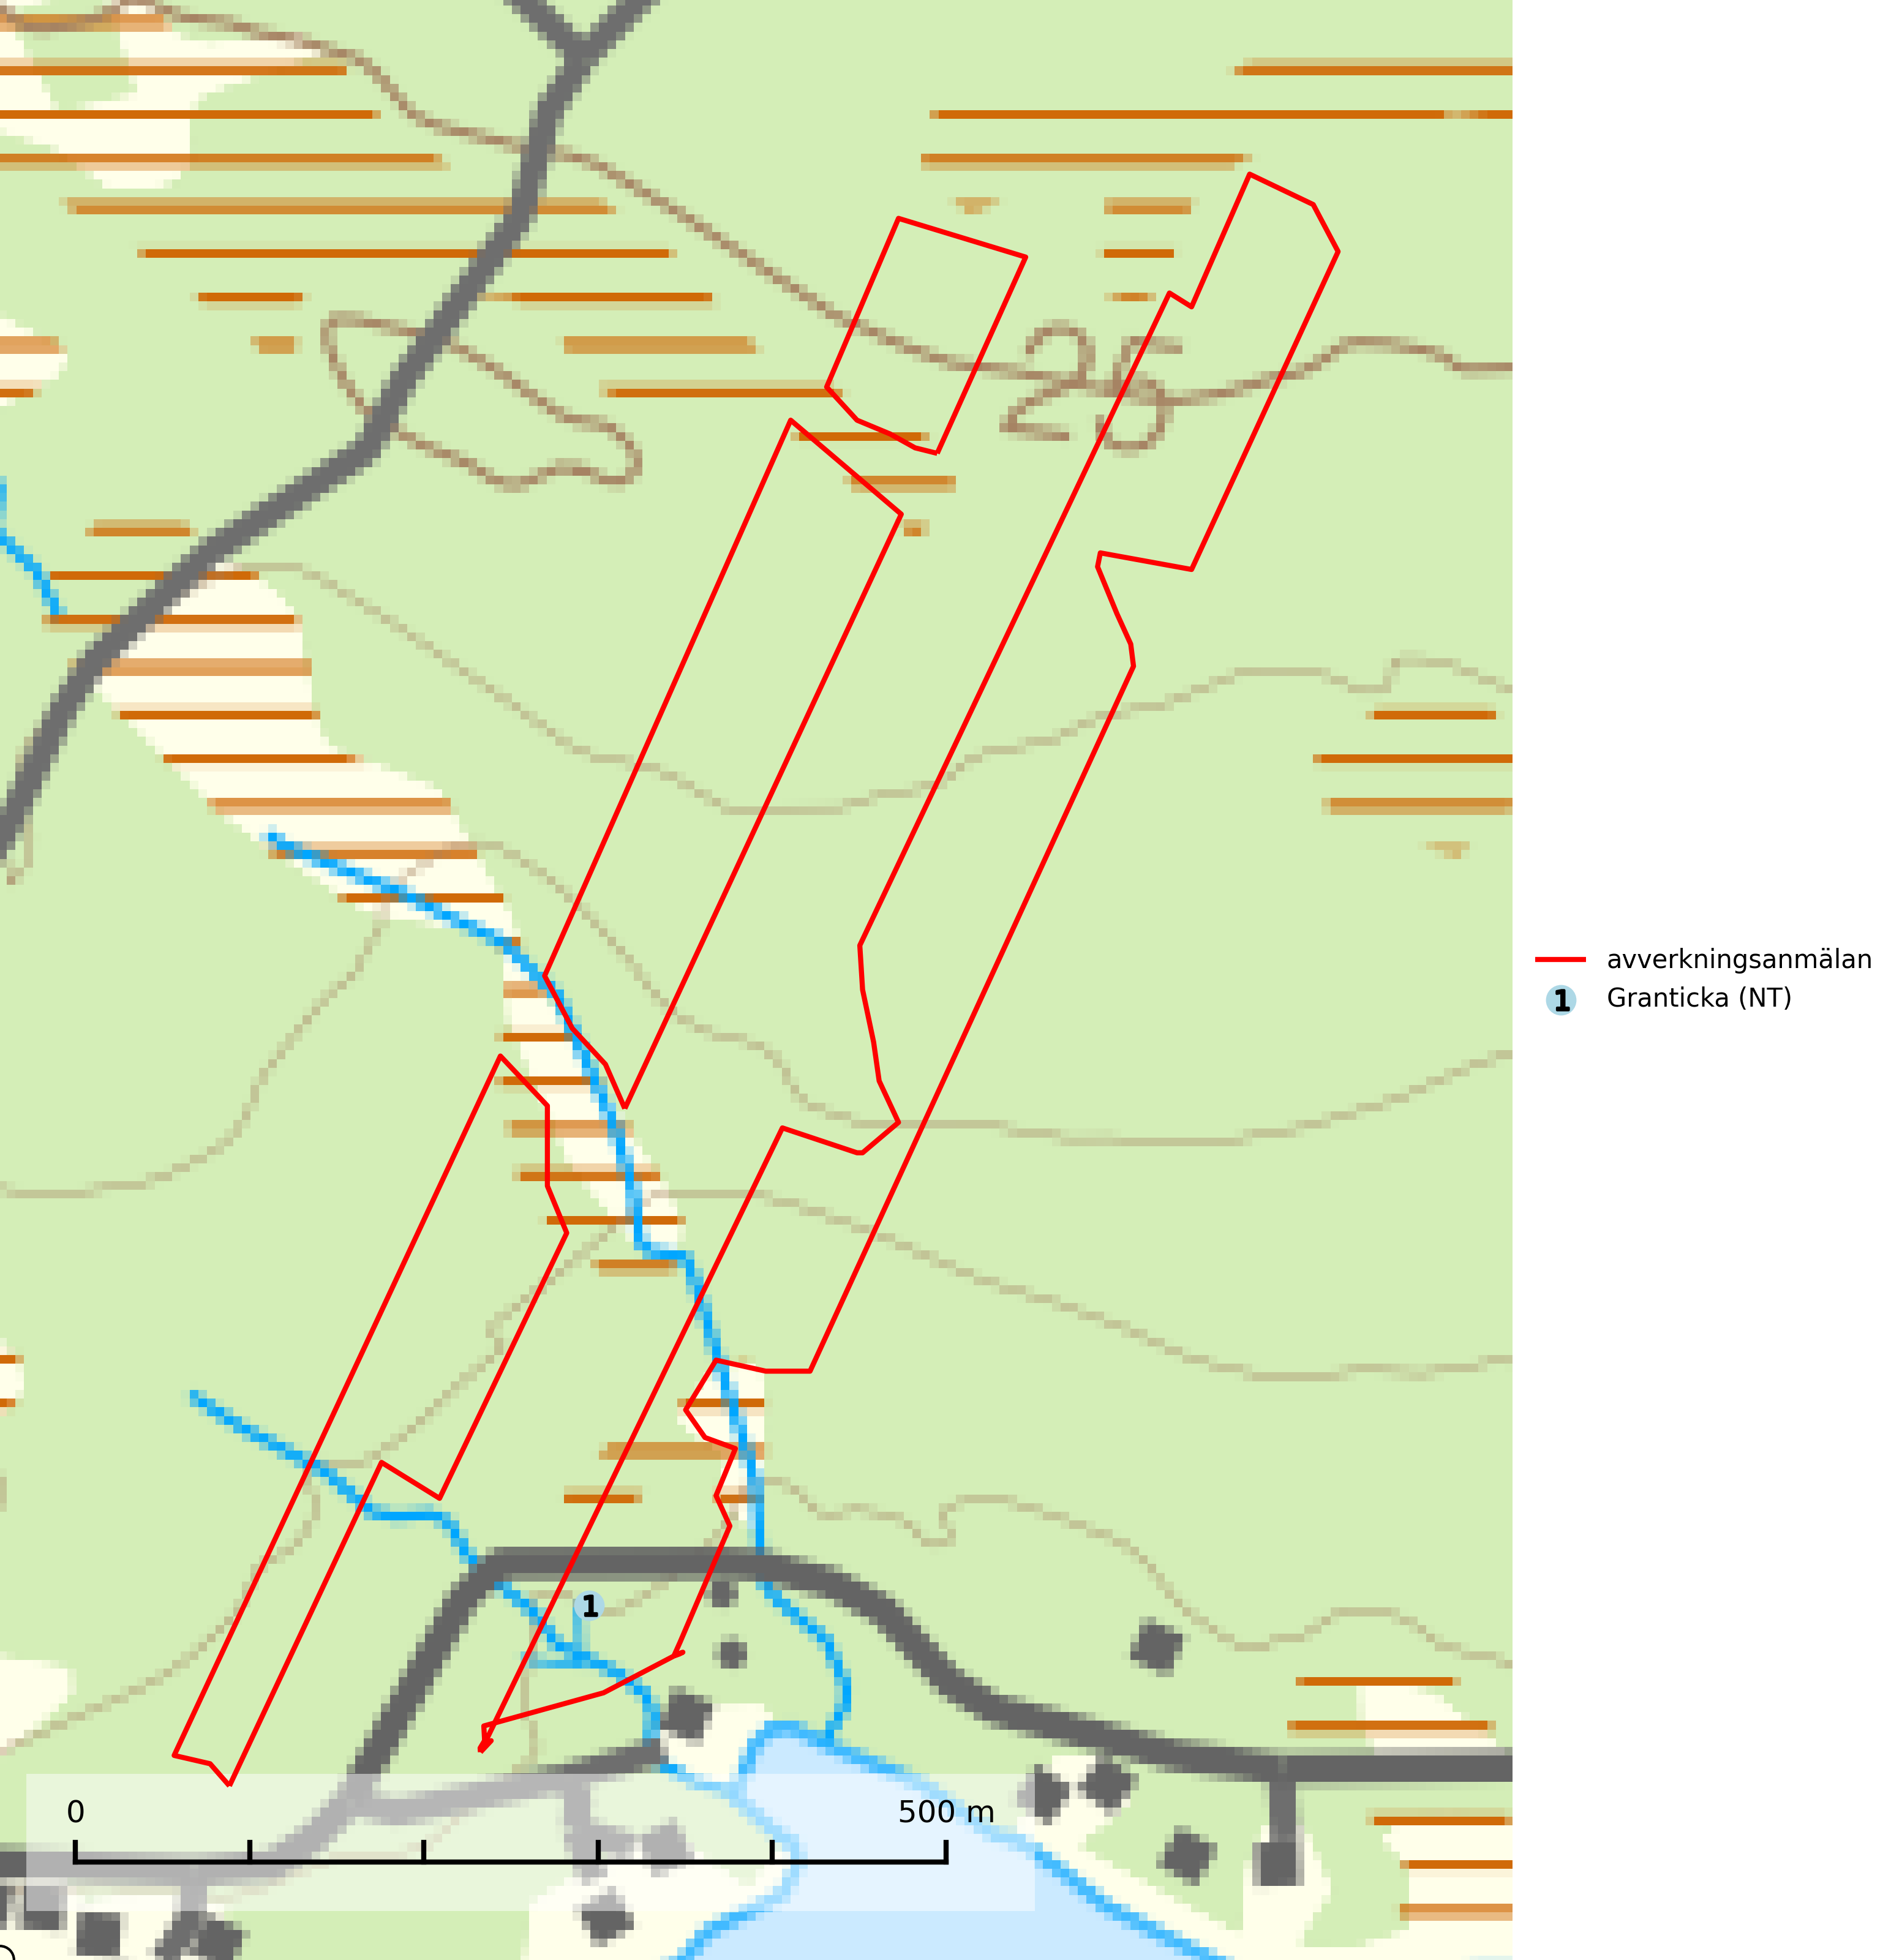 25
avverkningsanmälan
1 Granticka (NT)
1
0 500 m